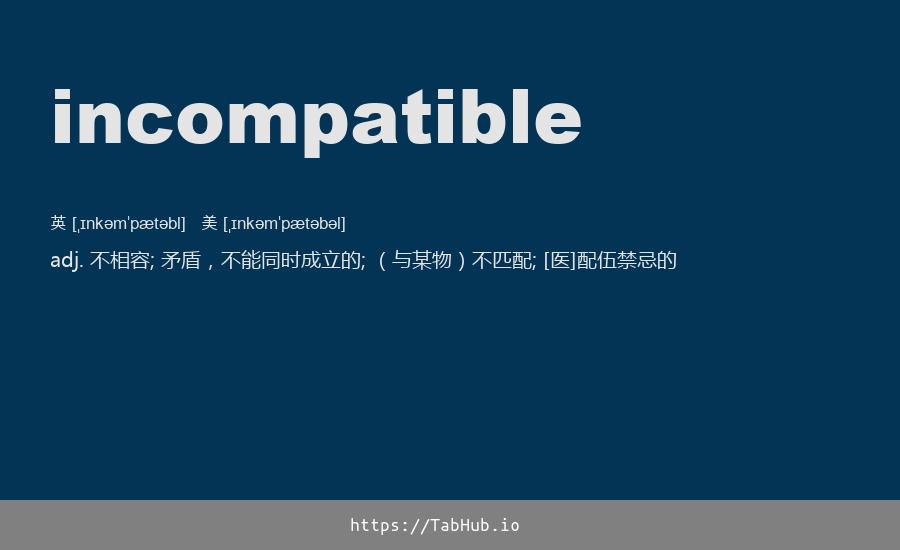 incompatible
英 [ˌɪnkəmˈpætəbl] 美 [ˌɪnkəmˈpætəbəl]
adj. 不相容; 矛盾，不能同时成立的; （与某物）不匹配; [医]配伍禁忌的
https://TabHub.io